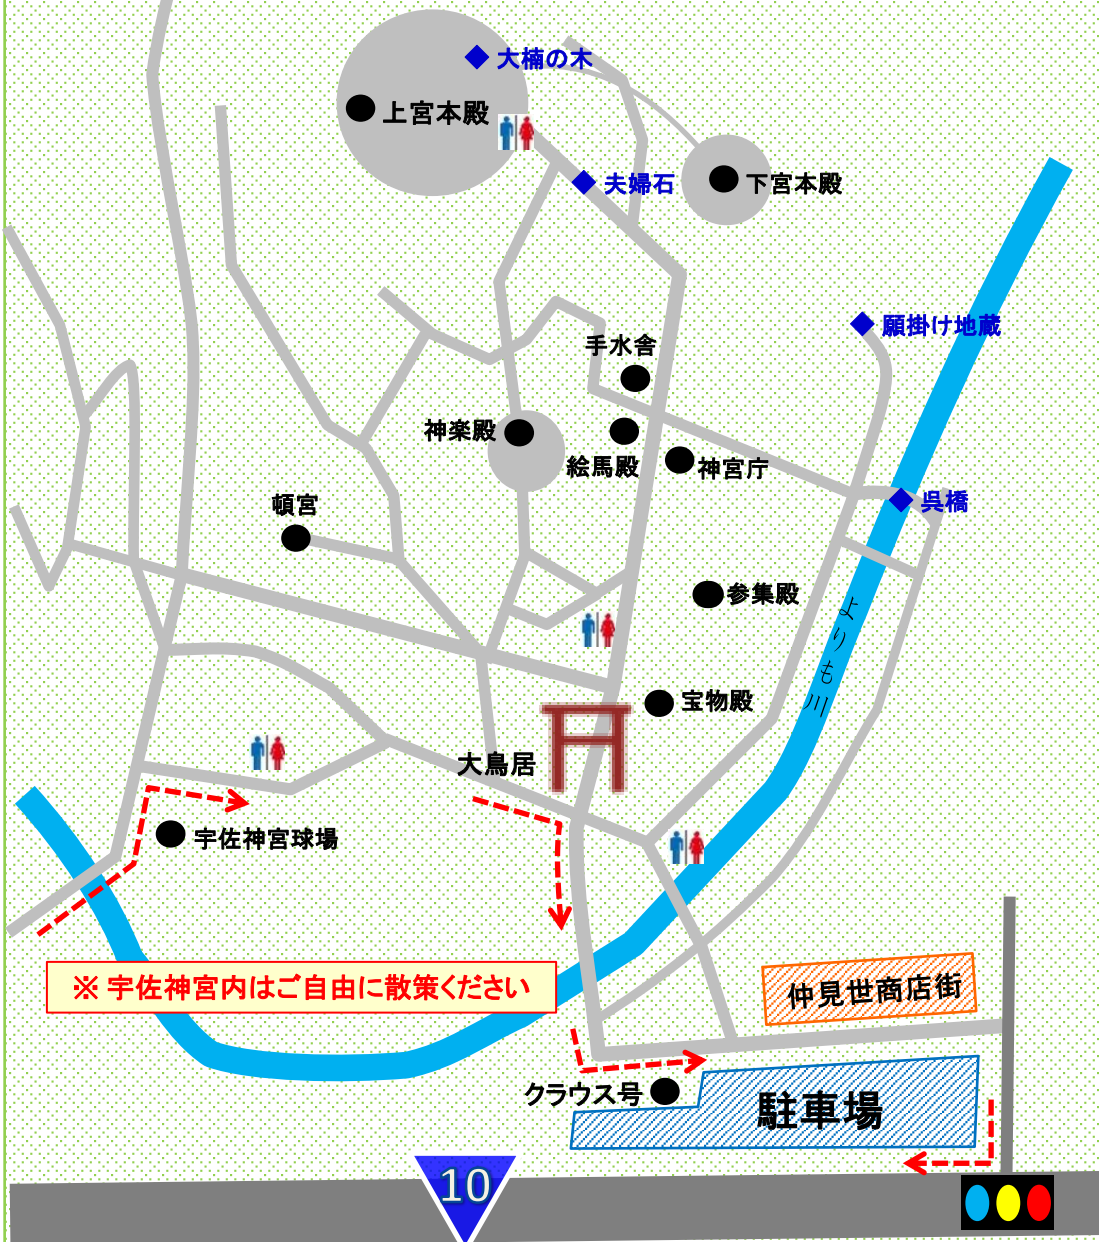 大楠の木
上宮本殿
夫婦石
下宮本殿
願掛け地蔵
手水舎
神楽殿
絵馬殿
神宮庁
頓宮
呉橋
参集殿
よりも川
宝物殿
大鳥居
宇佐神宮球場
※ 宇佐神宮内はご自由に散策ください
仲見世商店街
クラウス号
駐車場
10